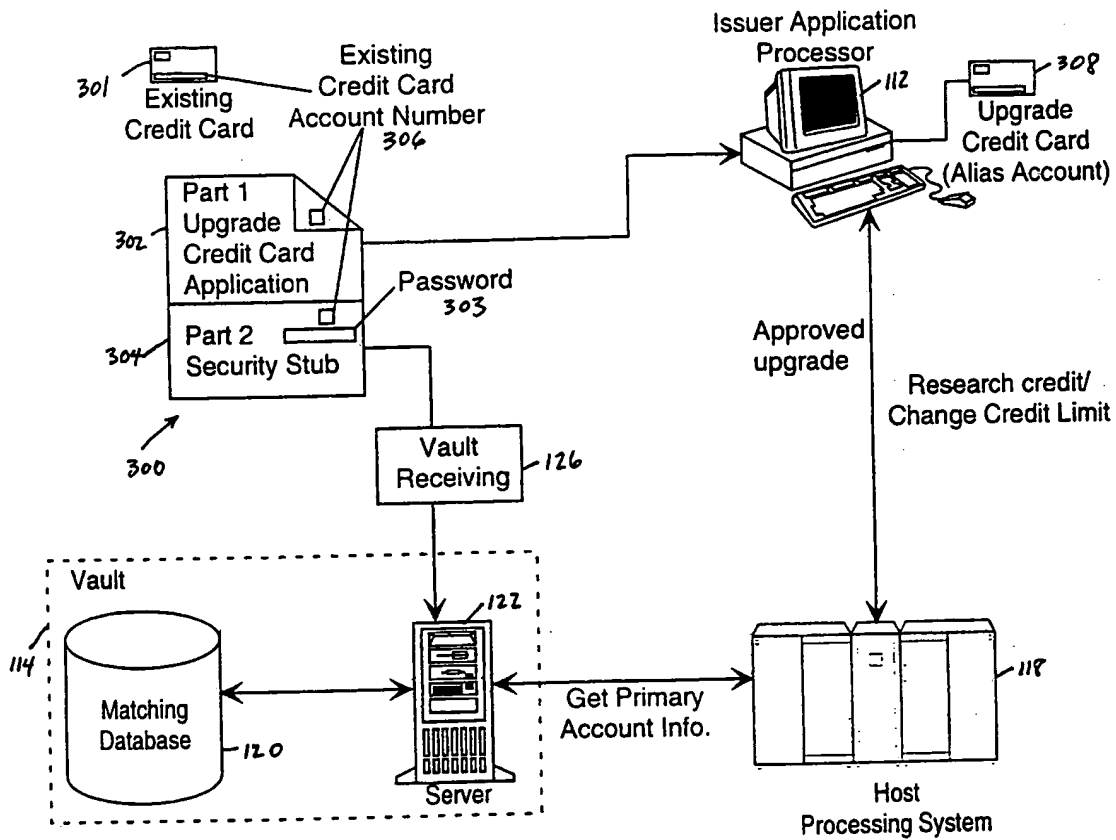 301
Existing
Credit Card
Existing
Credit Card
Account Number
306
Issuer Application
Processor
112
308
Upgrade
Credit Card
(Alias Account)
302
Part 1
Upgrade
Credit Card
Application
Password
303
304
Part 2
Security Stub
300
Vault
Receiving
126
Approved
upgrade
Research credit/
Change Credit Limit
Vault
114
Matching
Database
120
122
Server
Get Primary
Account Info.
118
Host
Processing System